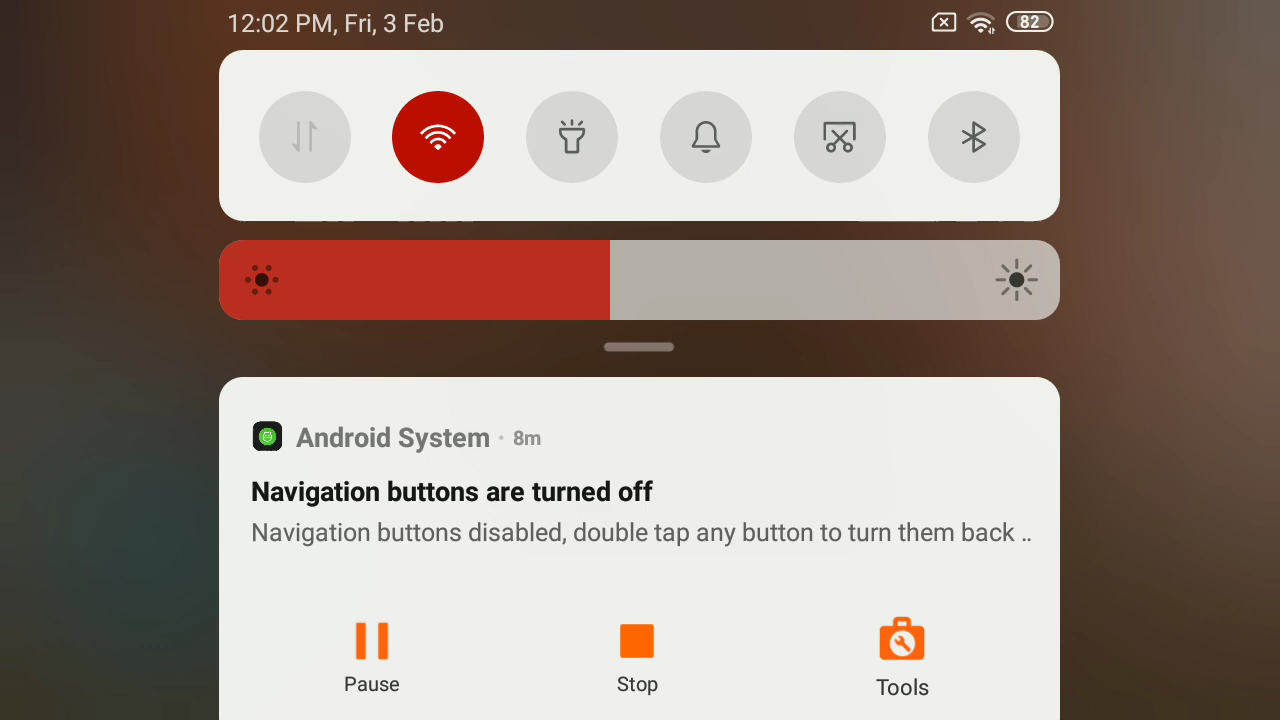 12:02 PM, Fri, 3 Feb
82
Android System · 8m
Navigation buttons are turned off
Navigation buttons disabled, double tap any button to turn them back ..
Pause
Stop
Tools